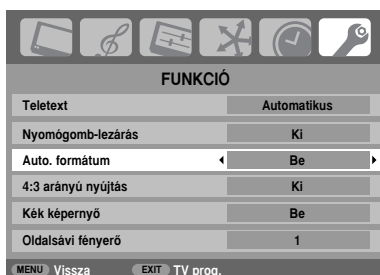 FUNKCIÓ
Teletext Automatikus
Nyomógomb-lezárás Ki
Auto. formátum Be
4:3 arányú nyújtás Ki
Kék képernyő Be
Oldalsávi fényerő 1
MENU Vissza EXIT TV prog.